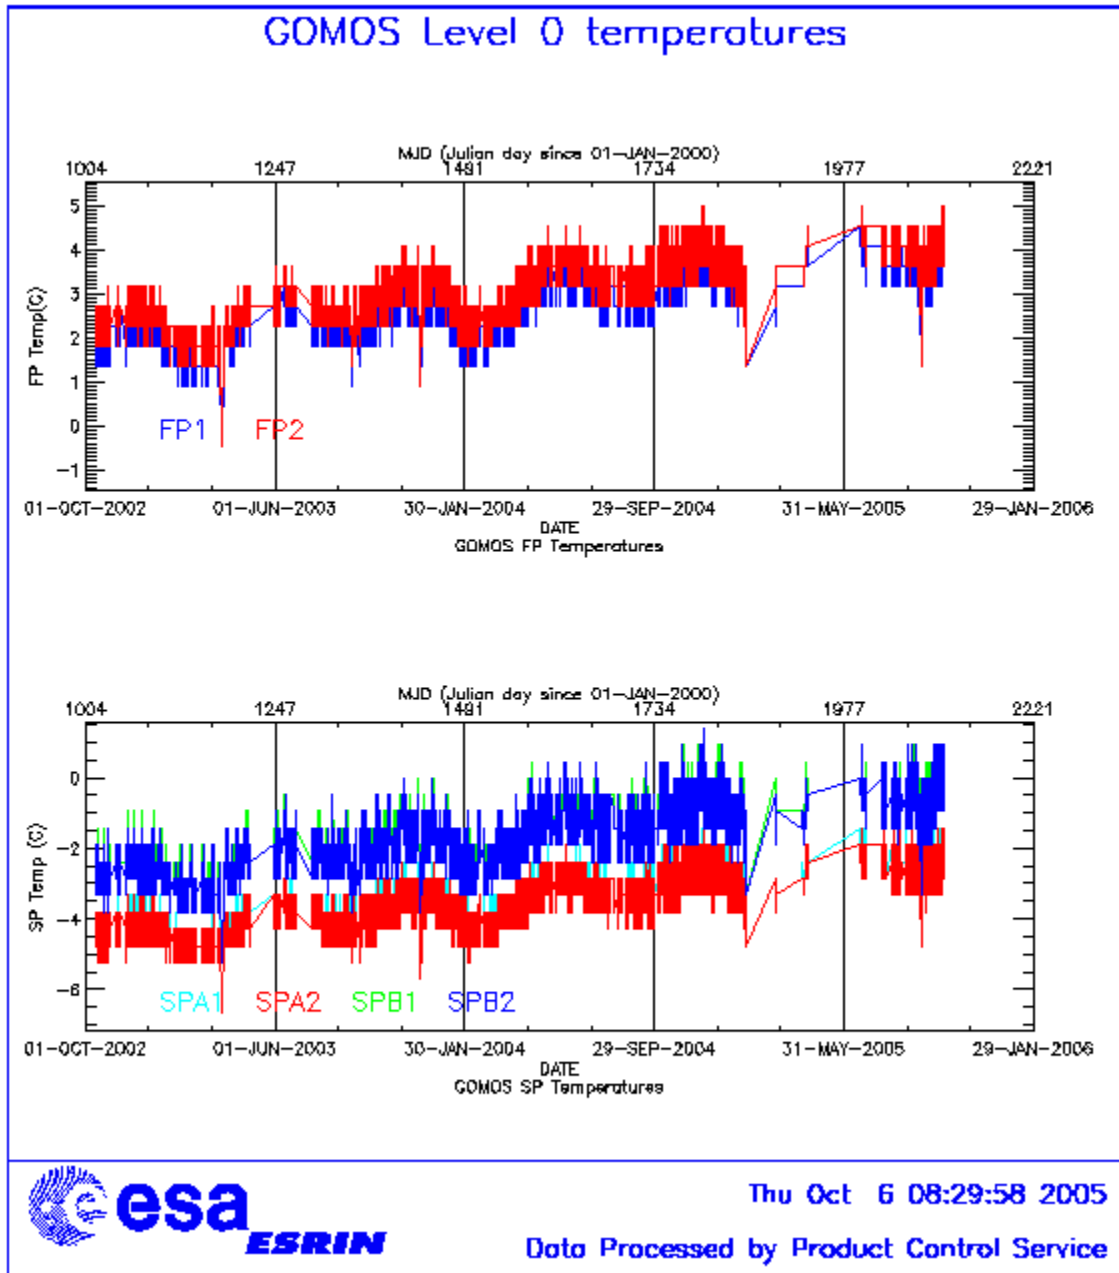 GOMOS Level 0 temperatures
MJD (Julian day since 01-JAN-2000)
1004 1247 1491 1734 1977 2221
5
4
3
2
1
0
-1
FP Temp(C)
FP1 FP2
01-OCT-2002 01-JUN-2003 30-JAN-2004 29-SEP-2004 31-MAY-2005 29-JAN-2006
DATE
GOMOS FP Temperatures
MJD (Julian day since 01-JAN-2000)
1004 1247 1491 1734 1977 2221
0
-2
-4
-6
SP Temp (C)
SPA1 SPA2 SPB1 SPB2
01-OCT-2002 01-JUN-2003 30-JAN-2004 29-SEP-2004 31-MAY-2005 29-JAN-2006
DATE
GOMOS SP Temperatures
esa
ESRIN
Thu Oct 6 08:29:58 2005
Data Processed by Product Control Service